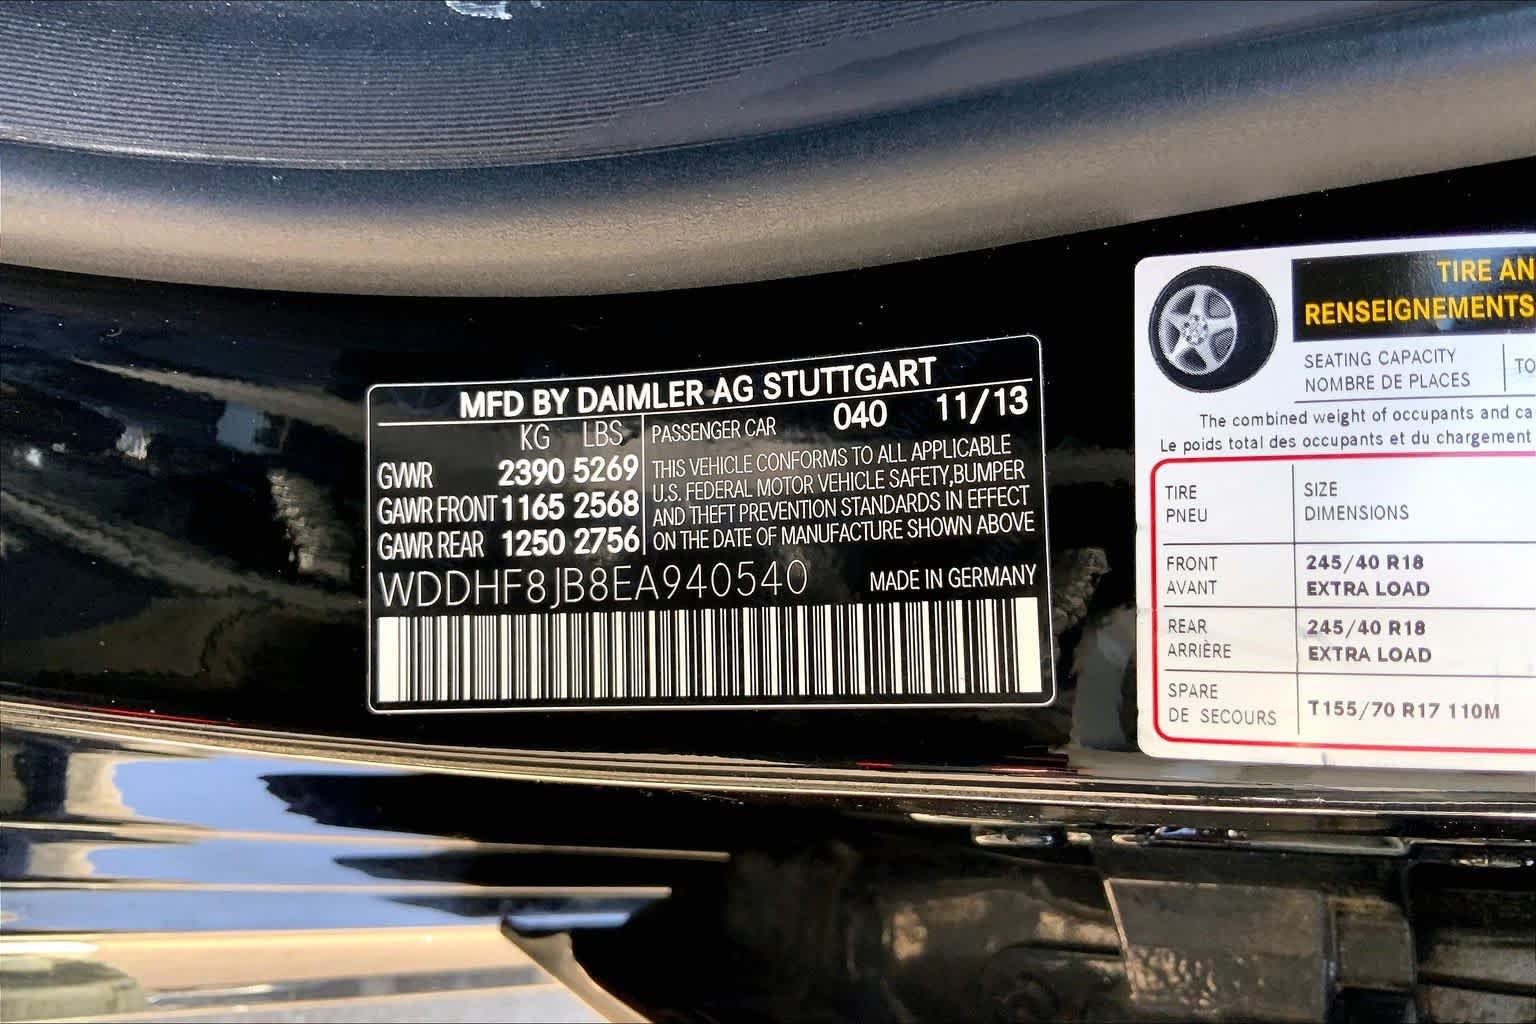 MFD BY DAIMLER AG STUTTGART
KG LBS PASSENGER CAR 040 11/13
GVWR 2390 5269
GAWR FRONT 1165 2568
GAWR REAR 1250 2756
THIS VEHICLE CONFORMS TO ALL APPLICABLE
U.S. FEDERAL MOTOR VEHICLE SAFETY,BUMPER
AND THEFT PREVENTION STANDARDS IN EFFECT
ON THE DATE OF MANUFACTURE SHOWN ABOVE
WDDHF8JB8EA940540 MADE IN GERMANY
TIRE
RENSEIGNEMENTS
SEATING CAPACITY
NOMBRE DE PLACES
The combined weight of occupants and
Le poids total des occupants et du chargement
TIRE SIZE
PNEU DIMENSIONS
FRONT 245/40 R18
AVANT EXTRA LOAD
REAR 245/40 R18
ARRIÈRE EXTRA LOAD
SPARE T155/70 R17 110M
DE SECOURS